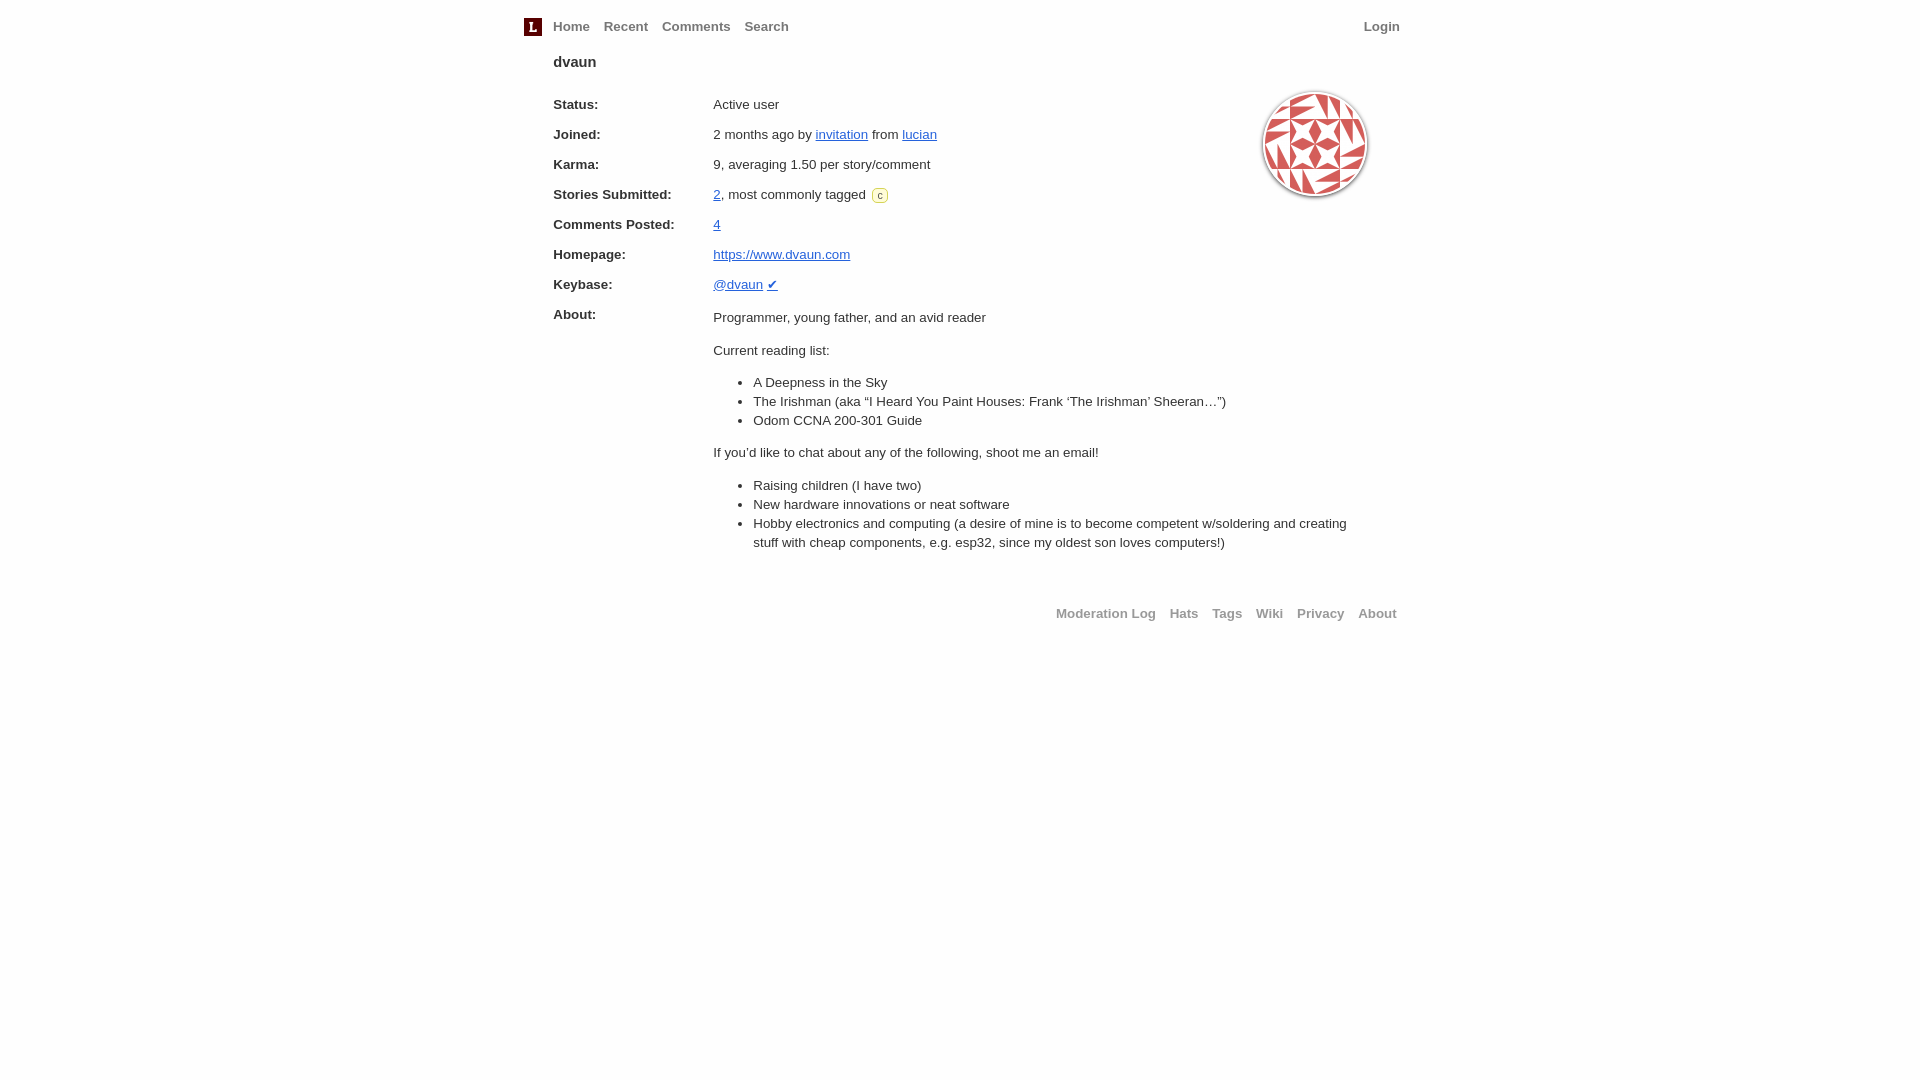 L Home Recent Comments Search Login
dvaun
Status: Active user
Joined: 2 months ago by invitation from lucian
Karma: 9, averaging 1.50 per story/comment
Stories Submitted: 2, most commonly tagged c
Comments Posted: 4
Homepage: https://www.dvaun.com
Keybase: @dvaun ✔
About: Programmer, young father, and an avid reader
Current reading list:
• A Deepness in the Sky
• The Irishman (aka “I Heard You Paint Houses: Frank ‘The Irishman’ Sheeran…”)
• Odom CCNA 200-301 Guide
If you’d like to chat about any of the following, shoot me an email!
• Raising children (I have two)
• New hardware innovations or neat software
• Hobby electronics and computing (a desire of mine is to become competent w/soldering and creating
stuff with cheap components, e.g. esp32, since my oldest son loves computers!)
Moderation Log Hats Tags Wiki Privacy About